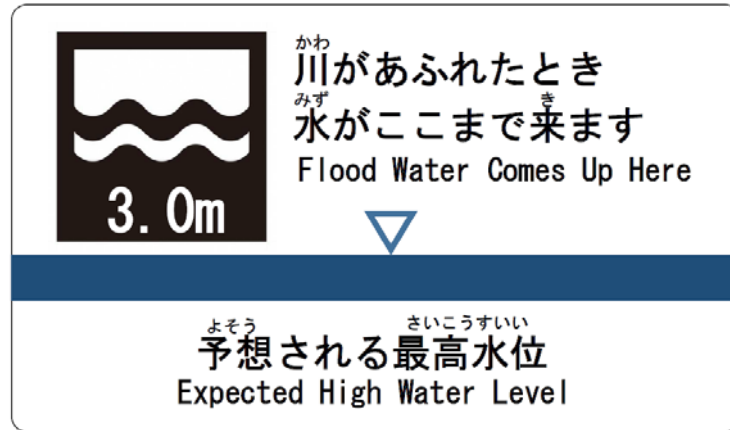 3.0m
かわ
川があふれたとき
みず き
水がここまで来ます
Flood Water Comes Up Here
よそう さいこうすいい
予想される最高水位
Expected High Water Level